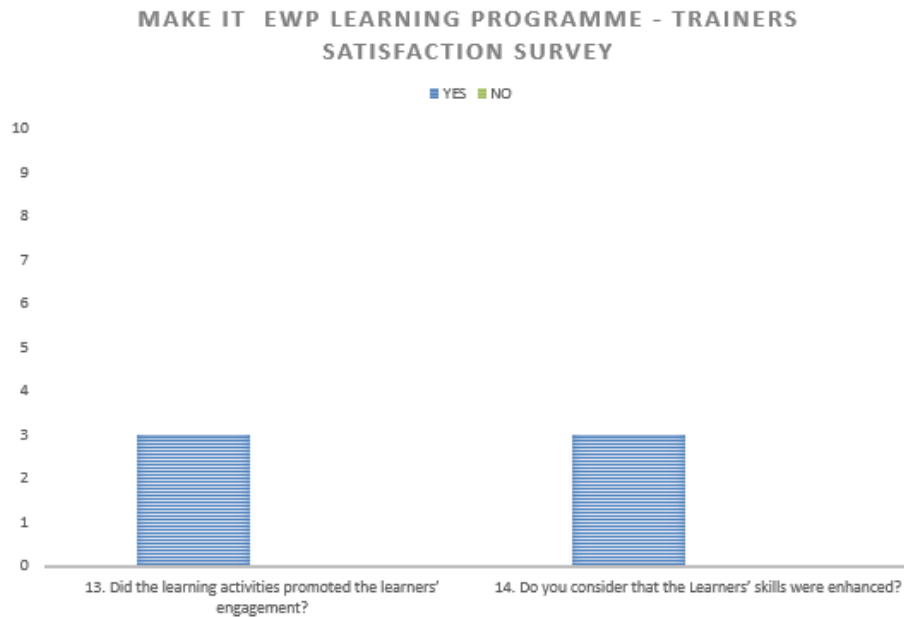 MAKE IT EWP LEARNING PROGRAMME - TRAINERS
SATISFACTION SURVEY
YES NO
10
9
8
7
6
5
4
3
2
1
0
13. Did the learning activities promoted the learners'
engagement?
14. Do you consider that the Learners' skills were enhanced?